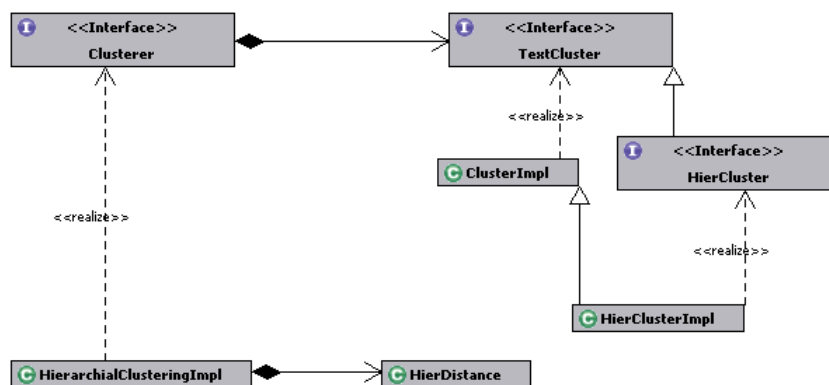 I <<Interface>>
Clusterer
I <<Interface>>
TextCluster
<<realize>>
I <<Interface>>
HierCluster
C ClusterImpl
<<realize>>
<<realize>>
C HierClusterImpl
C HierarchialClusteringImpl
C HierDistance